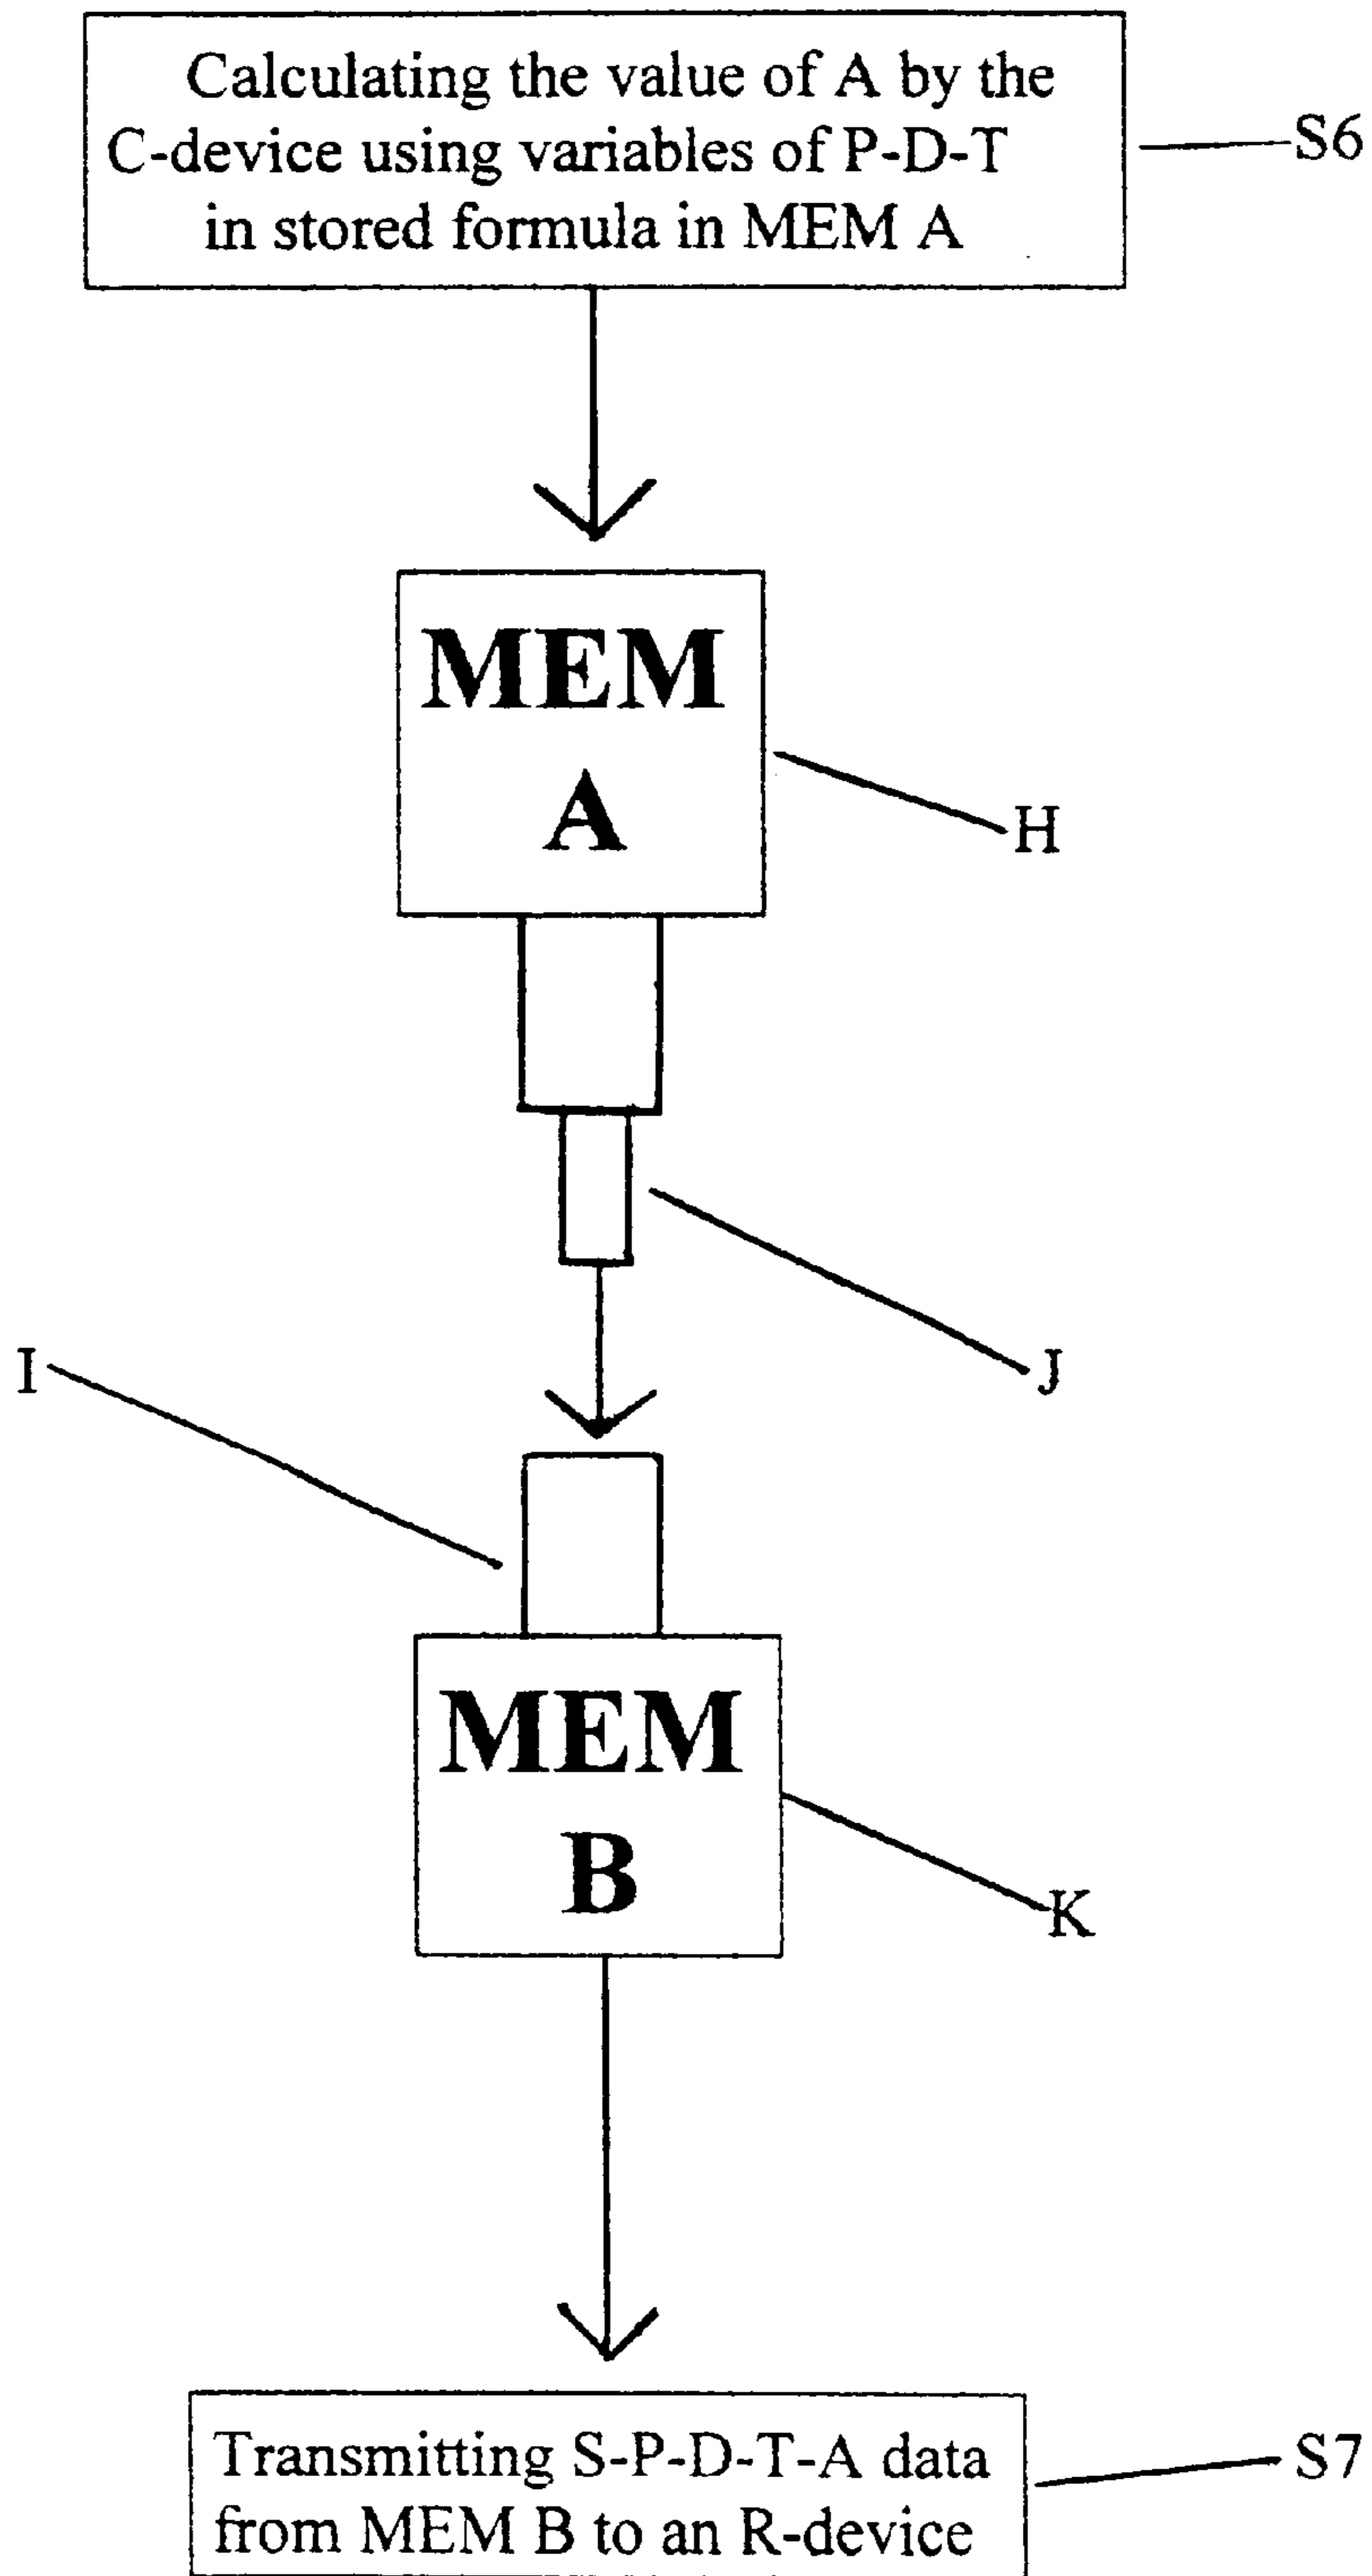 Calculating the value of A by the
C-device using variables of P-D-T
in stored formula in MEM A
S6
MEM
A
H
J
I
MEM
B
K
Transmitting S-P-D-T-A data
from MEM B to an R-device
S7